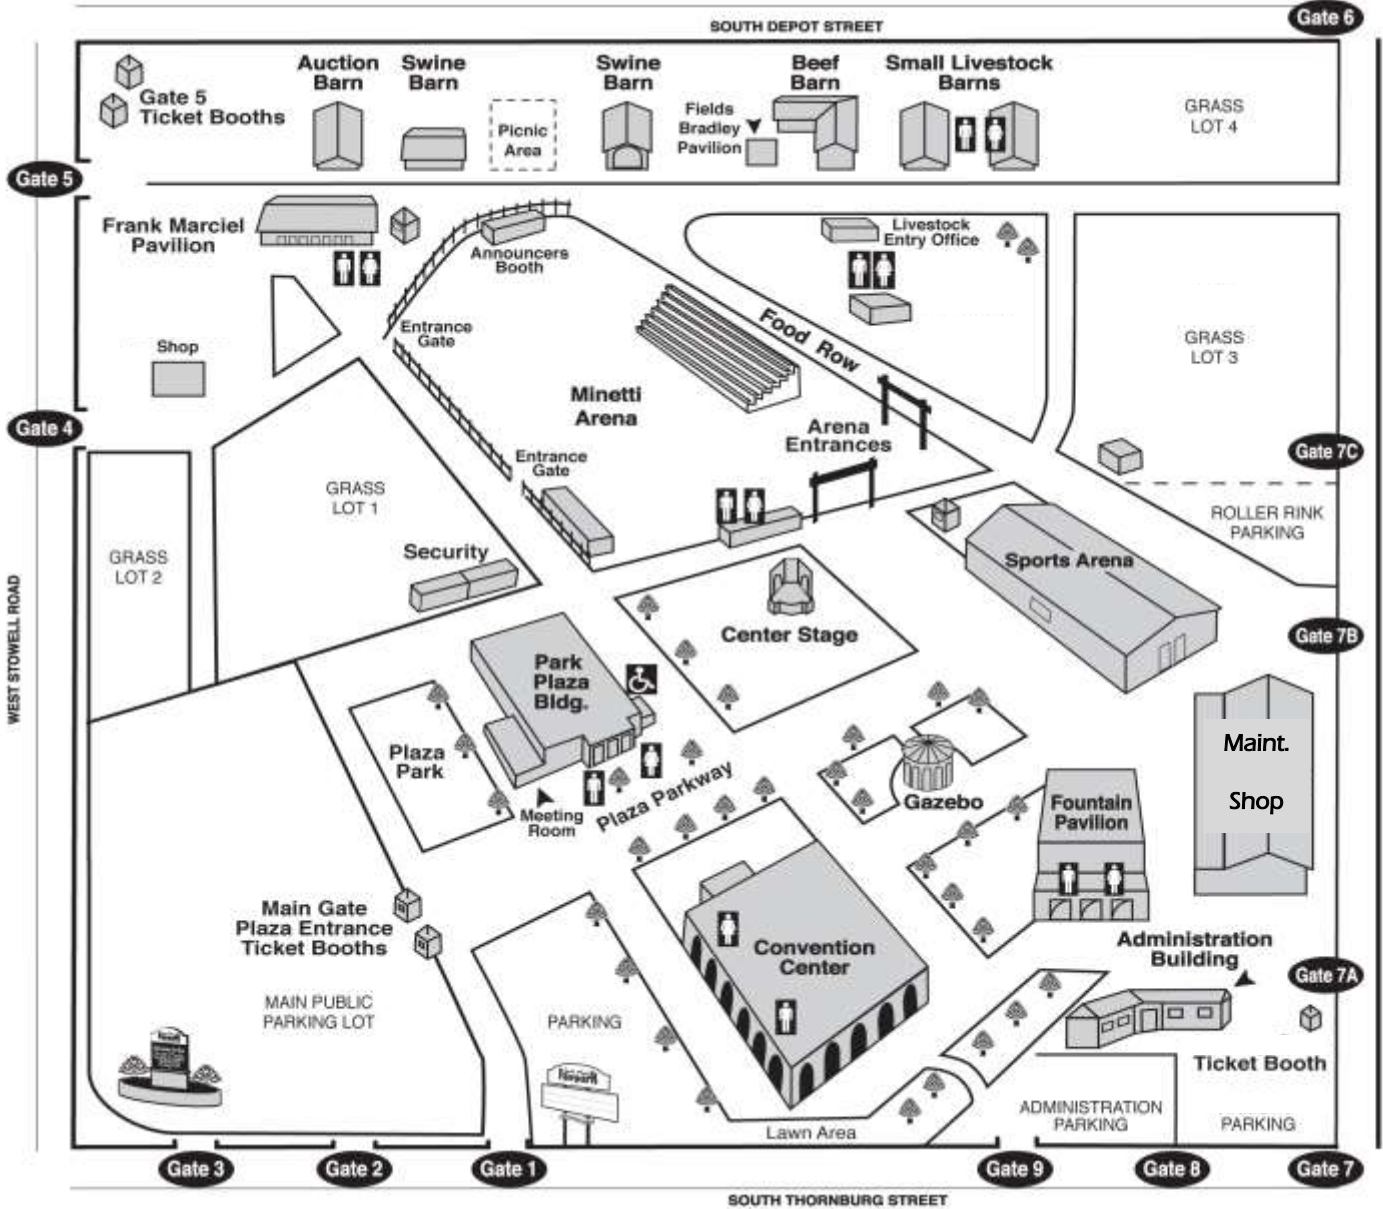 Gate 6
SOUTH DEPOT STREET
Auction
Barn
Swine
Barn
Swine
Barn
Beef
Barn
Small Livestock
Barns
Gate 5
Ticket Booths
Picnic
Area
Fields
Bradley
Pavilion
GRASS
LOT 4
Gate 5
Frank Marciel
Pavilion
Announcers
Booth
Livestock
Entry Office
Entrance
Gate
Food Row
Shop
GRASS
LOT 3
Minetti
Arena
Gate 4
Arena
Entrances
Gate 7C
Entrance
Gate
GRASS
LOT 1
ROLLER RINK
PARKING
GRASS
LOT 2
Security
Sports Arena
WEST STOWELL ROAD
Center Stage
Gate 7B
Park
Plaza
Bldg.
Plaza
Park
Maint.
Shop
Meeting
Room
Plaza Parkway
Gazebo
Fountain
Pavilion
Main Gate
Plaza Entrance
Ticket Booths
Convention
Center
Administration
Building
Gate 7A
MAIN PUBLIC
PARKING LOT
PARKING
Ticket Booth
Lawn Area
ADMINISTRATION
PARKING
PARKING
Gate 3
Gate 2
Gate 1
Gate 9
Gate 8
Gate 7
SOUTH THORNBURG STREET